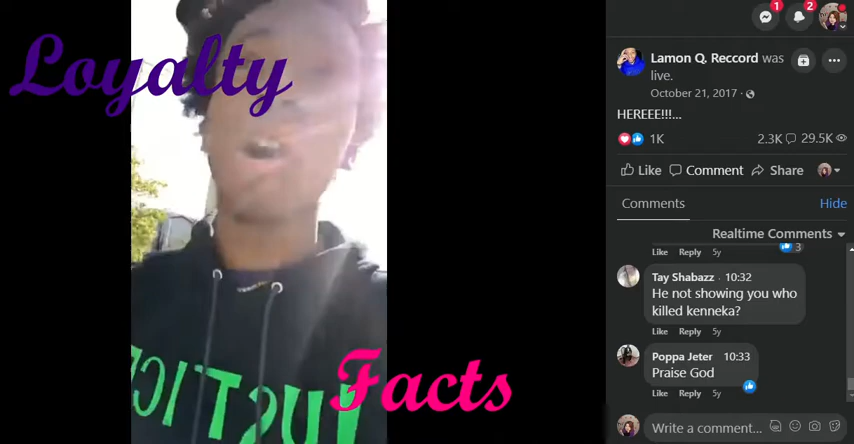 Loyalty
JUSTICE
Facts
1
2
Lamon Q. Reccord was
live.
October 21, 2017 ·
HEREEE!!!...
1K
2.3K
29.5K
Like
Comment
Share
Comments
Hide
Realtime Comments
3
Like Reply 5y
Tay Shabazz · 10:32
He not showing you who
killed kenneka?
Like Reply 5y
Poppa Jeter 10:33
Praise God
Like Reply 5y
Write a comment...